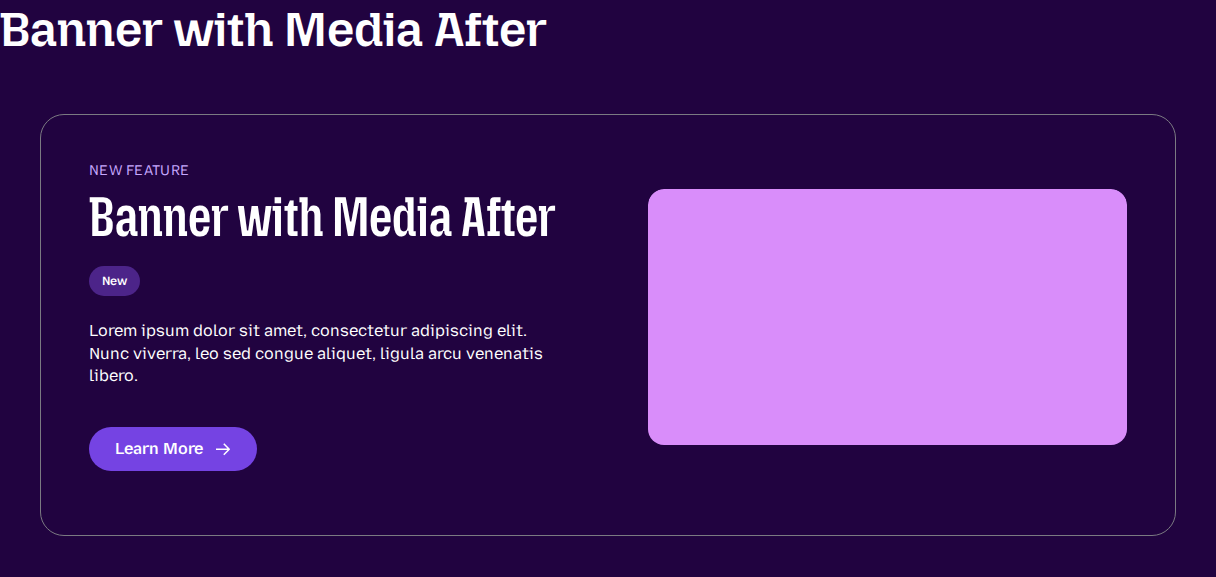 Banner with Media After
NEW FEATURE
Banner with Media After
New
Lorem ipsum dolor sit amet, consectetur adipiscing elit.
Nunc viverra, leo sed congue aliquet, ligula arcu venenatis
libero.
Learn More